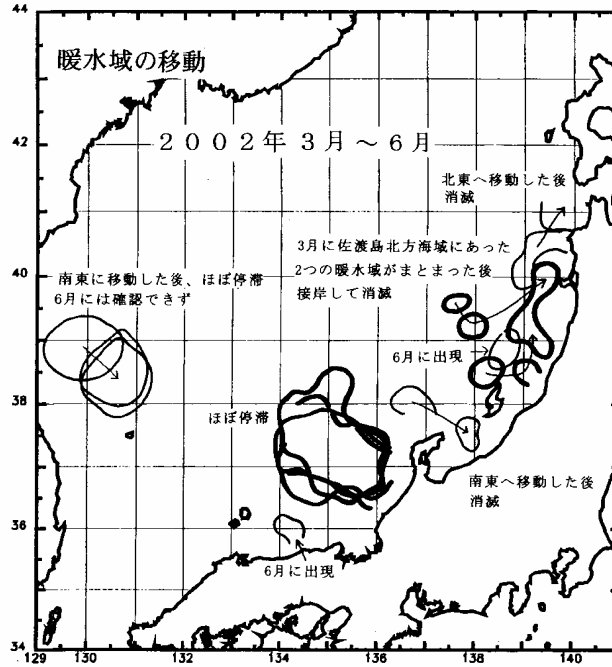 44
暖水域の移動
2002年3月～6月
42
北東へ移動した後
消滅
3月に佐渡島北方海域にあった
2つの暖水域がまとまった後
接岸して消滅
40
南東に移動した後、ほぼ停滞
6月には確認できず
6月に出現
38
ほぼ停滞
南東へ移動した後
消滅
36
6月に出現
34
129 130 132 134 136 138 140